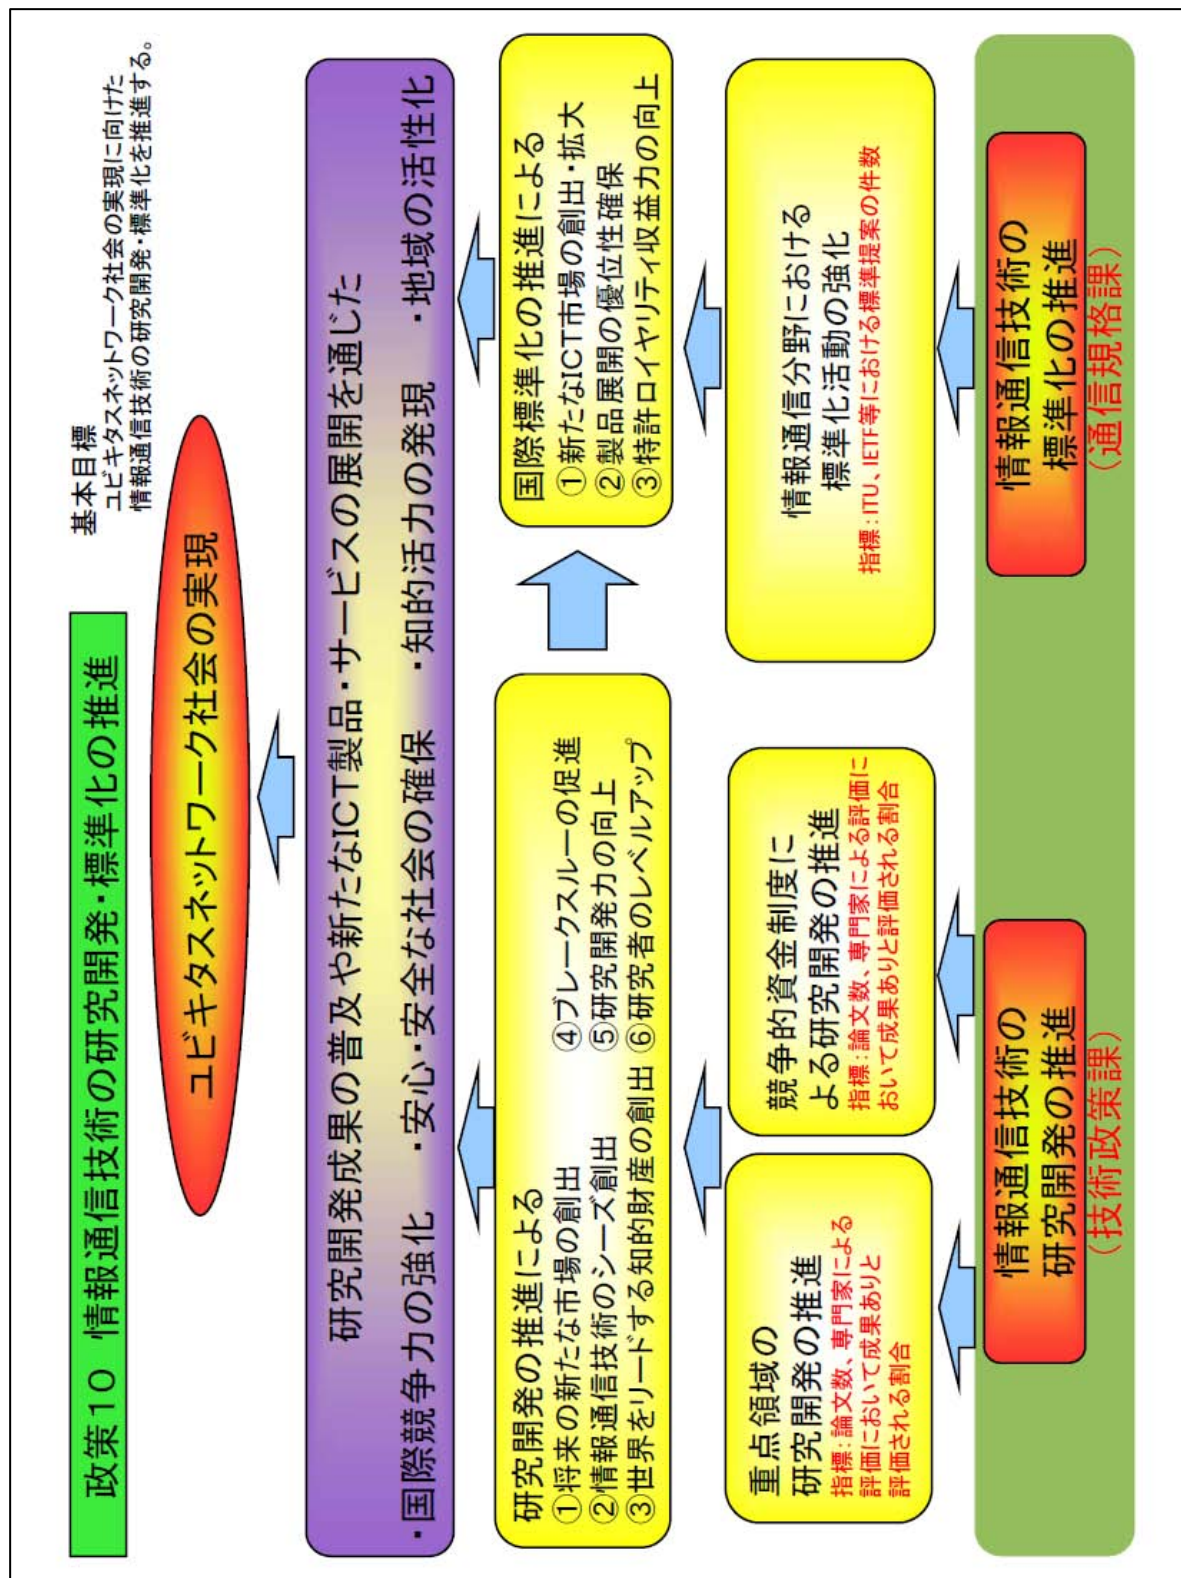 政策１０　情報通信技術の研究開発・標準化の推進
基本目標
ユビキタスネットワーク社会の実現に向けた
情報通信技術の研究開発・標準化を推進する。
ユビキタスネットワーク社会の実現
研究開発成果の普及や新たなICT製品・サービスの展開を通じた
・国際競争力の強化　・安心・安全な社会の確保　・知的活力の発現　・地域の活性化
研究開発の推進による
①将来の新たな市場の創出
②情報通信技術のシーズ創出
③世界をリードする知的財産の創出
④ブレークスルーの促進
⑤研究開発力の向上
⑥研究者のレベルアップ
国際標準化の推進による
①新たなICT市場の創出・拡大
②製品展開の優位性確保
③特許ロイヤリティ収益力の向上
重点領域の
研究開発の推進
指標：論文数、専門家による
評価において成果ありと
評価される割合
競争的資金制度に
よる研究開発の推進
指標：論文数、専門家による評価に
おいて成果ありと評価される割合
情報通信分野における
標準化活動の強化
指標：ITU、IETF等における標準提案の件数
情報通信技術の
研究開発の推進
（技術政策課）
情報通信技術の
標準化の推進
（通信規格課）